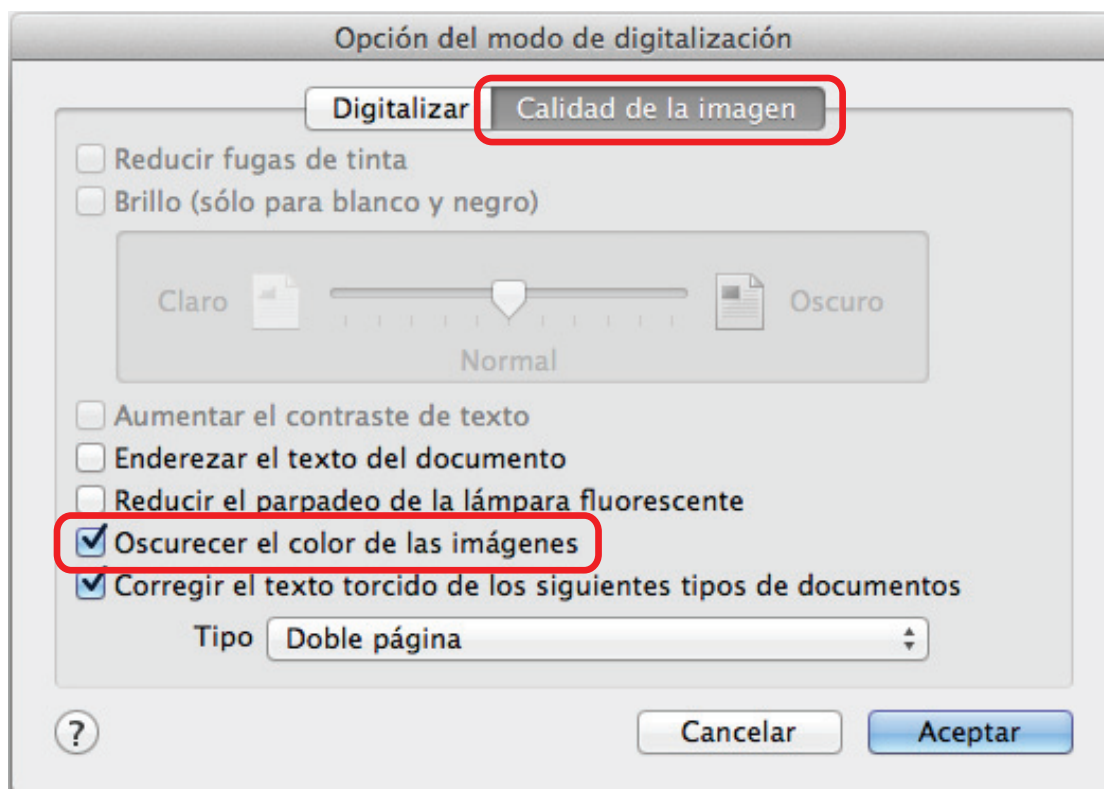 Opción del modo de digitalización
Digitalizar Calidad de la imagen
Reducir fugas de tinta
Brillo (sólo para blanco y negro)
Claro Oscuro
Normal
Aumentar el contraste de texto
Enderezar el texto del documento
Reducir el parpadeo de la lámpara fluorescente
Oscurecer el color de las imágenes
Corregir el texto torcido de los siguientes tipos de documentos
Tipo Doble página
? Cancelar Aceptar